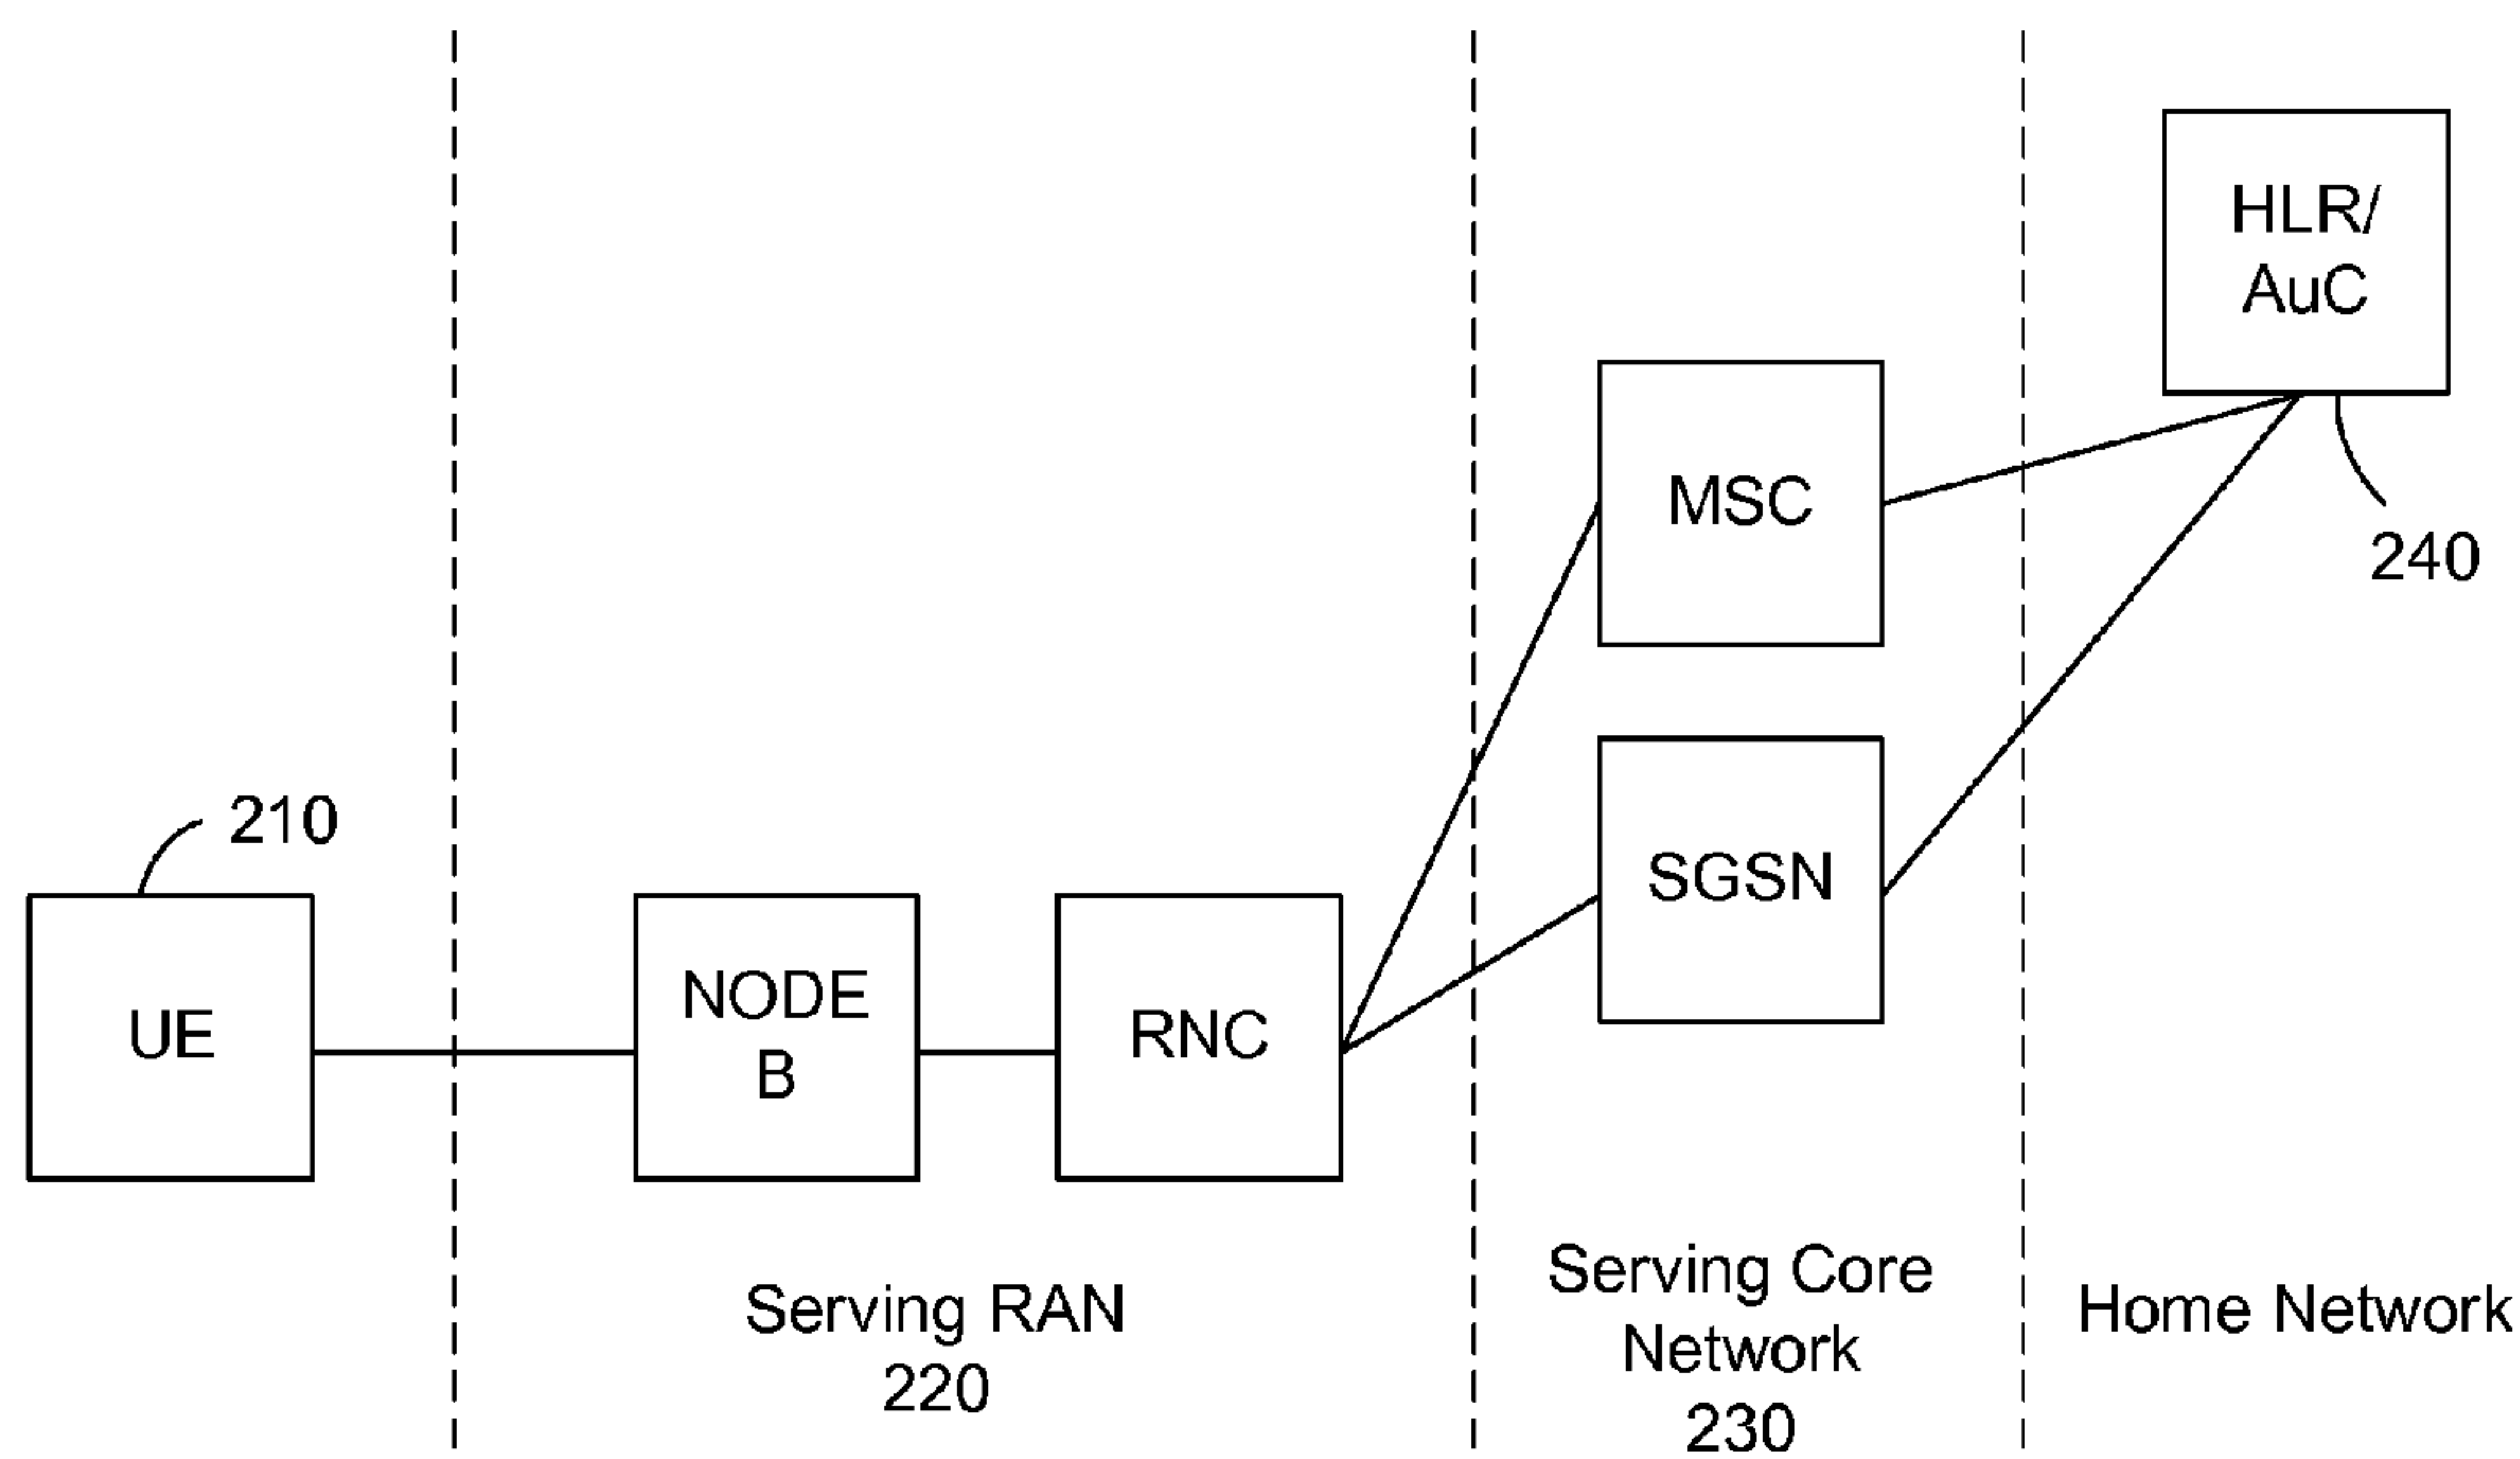 HLR/
AuC
MSC
240
210
SGSN
UE
NODE
B
RNC
Serving RAN
220
Serving Core
Network
230
Home Network